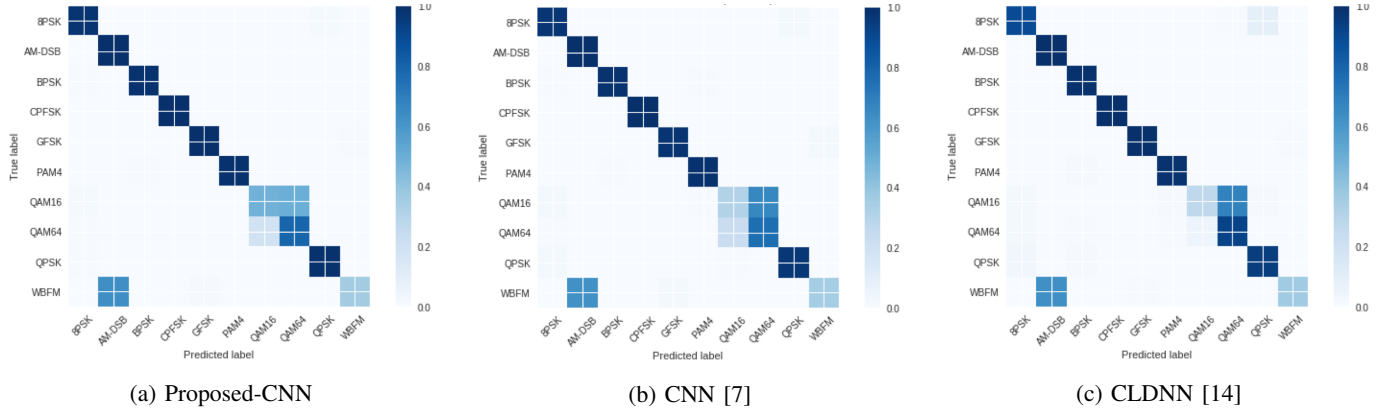 8PSK
AM-DSB
BPSK
CPFSK
GFSK
PAM4
QAM16
QAM64
QPSK
WBFM
True label
8PSK
AM-DSB
BPSK
CPFSK
GFSK
PAM4
QAM16
QAM64
QPSK
WBFM
Predicted label
1.0
0.8
0.6
0.4
0.2
0.0
(a) Proposed-CNN
8PSK
AM-DSB
BPSK
CPFSK
GFSK
PAM4
QAM16
QAM64
QPSK
WBFM
True label
8PSK
AM-DSB
BPSK
CPFSK
GFSK
PAM4
QAM16
QAM64
QPSK
WBFM
Predicted label
1.0
0.8
0.6
0.4
0.2
0.0
(b) CNN [7]
8PSK
AM-DSB
BPSK
CPFSK
GFSK
PAM4
QAM16
QAM64
QPSK
WBFM
True label
8PSK
AM-DSB
BPSK
CPFSK
GFSK
PAM4
QAM16
QAM64
QPSK
WBFM
Predicted label
1.0
0.8
0.6
0.4
0.2
0.0
(c) CLDNN [14]